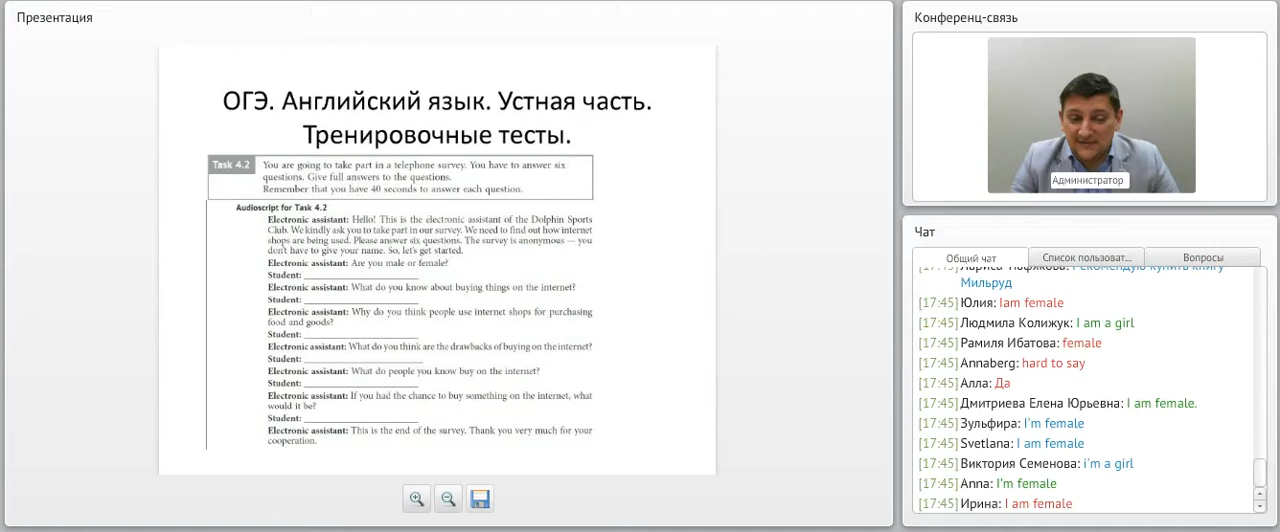 Презентация
ОГЭ. Английский язык. Устная часть.
Тренировочные тесты.
Task 4.2
You are going to take part in a telephone survey. You have to answer six
questions. Give full answers to the questions.
Remember that you have 40 seconds to answer each question.
Audioscript for Task 4.2
Electronic assistant: Hello! This is the electronic assistant of the Dolphin Sports
Club. We kindly ask you to take part in our survey. We need to find out how internet
shops are being used. Please answer six questions. The survey is anonymous — you
don't have to give your name. So, let's get started.
Electronic assistant: Are you male or female?
Student: ____________________
Electronic assistant: What do you know about buying things on the internet?
Student: ____________________
Electronic assistant: Why do you think people use internet shops for purchasing
food and goods?
Student: ____________________
Electronic assistant: What do you think are the drawbacks of buying on the internet?
Student: ____________________
Electronic assistant: What do people you know buy on the internet?
Student: ____________________
Electronic assistant: If you had the chance to buy something on the internet, what
would it be?
Student: ____________________
Electronic assistant: This is the end of the survey. Thank you very much for your
cooperation.
Конференц-связь
Администратор
Чат
Общий чат
Список пользоват...
Вопросы
Мильруд
[17:45] Юлия: Iam female
[17:45] Людмила Колижук: I am a girl
[17:45] Рамиля Ибатова: female
[17:45] Annaberg: hard to say
[17:45] Алла: Да
[17:45] Дмитриева Елена Юрьевна: I am female.
[17:45] Зульфира: I'm female
[17:45] Svetlana: I am female
[17:45] Виктория Семенова: i'm a girl
[17:45] Anna: I'm female
[17:45] Ирина: I am female